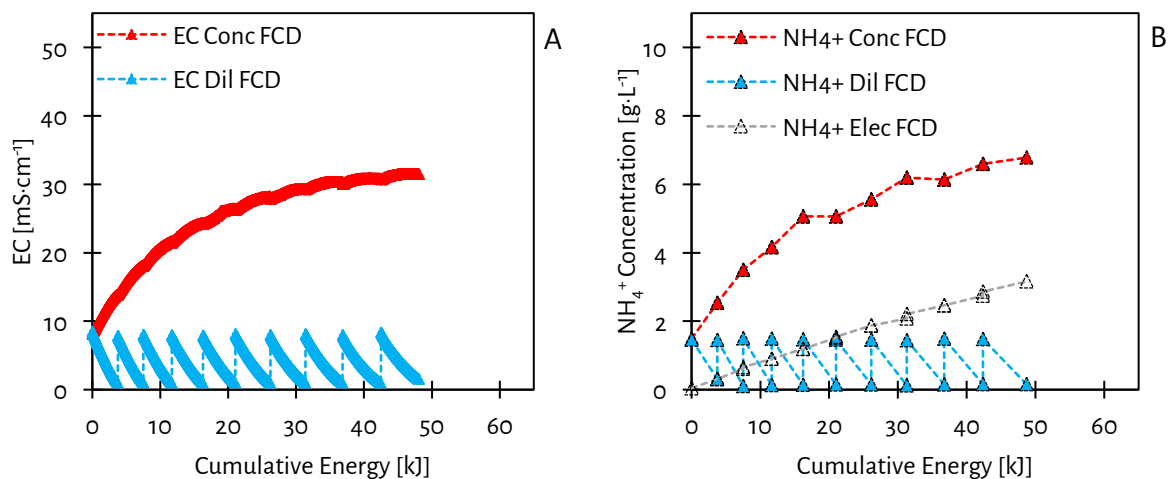 A
EC Conc FCD
EC Dil FCD
EC [mS·cm⁻¹]
50
40
30
20
10
0
0 10 20 30 40 50 60
Cumulative Energy [kJ]
B
NH4+ Conc FCD
NH4+ Dil FCD
NH4+ Elec FCD
NH₄⁺ Concentration [g·L⁻¹]
10
8
6
4
2
0
0 10 20 30 40 50 60
Cumulative Energy [kJ]